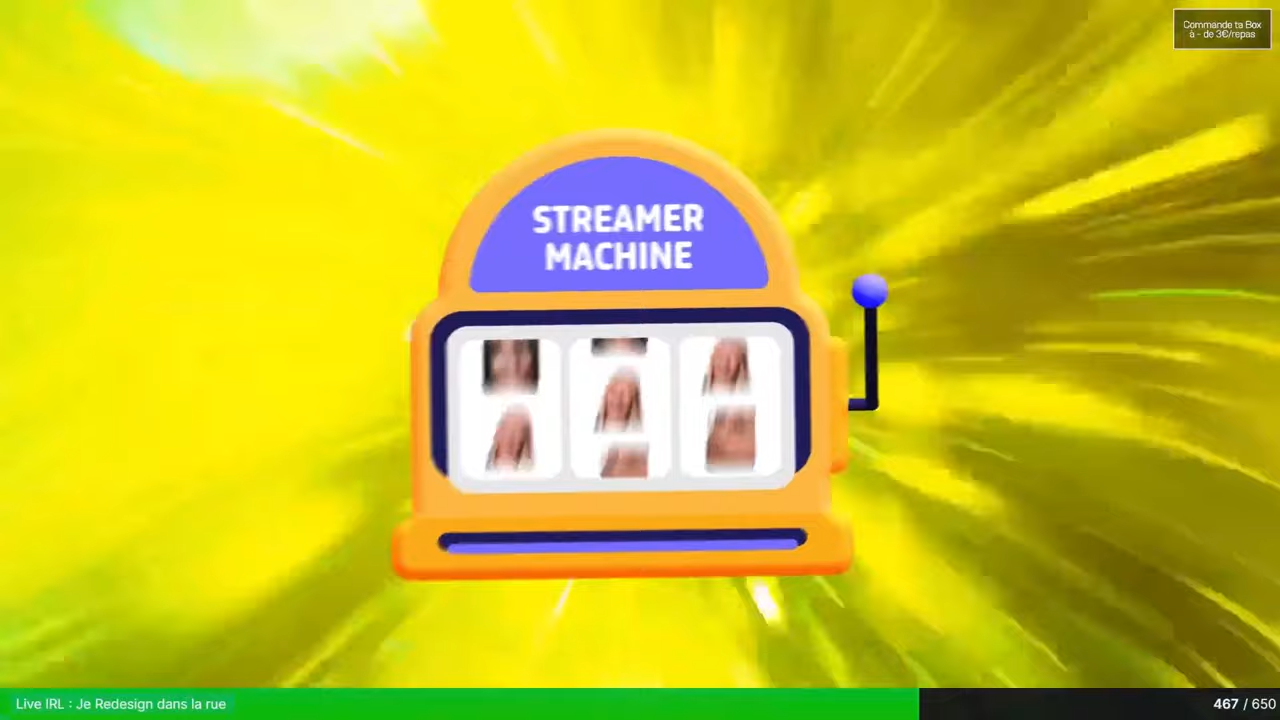 Commande ta Box
à - de 3€/repas
STREAMER
MACHINE
Live IRL : Je Redesign dans la rue
467 / 650